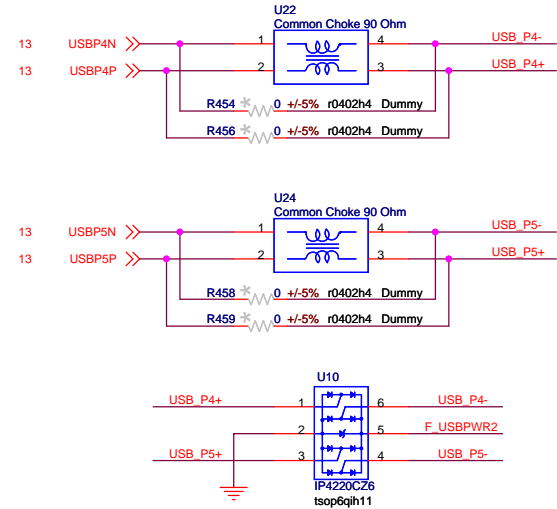 U22
Common Choke 90 Ohm
13 USBP4N 1 4 USB_P4-
13 USBP4P 2 3 USB_P4+
R454 * 0 +/-5% r0402h4 Dummy
R456 * 0 +/-5% r0402h4 Dummy
U24
Common Choke 90 Ohm
13 USBP5N 1 4 USB_P5-
13 USBP5P 2 3 USB_P5+
R458 * 0 +/-5% r0402h4 Dummy
R459 * 0 +/-5% r0402h4 Dummy
U10
USB_P4+ 1 6 USB_P4-
2 5 F_USBPWR2
USB_P5+ 3 4 USB_P5-
IP4220CZ6
tsop6qih11